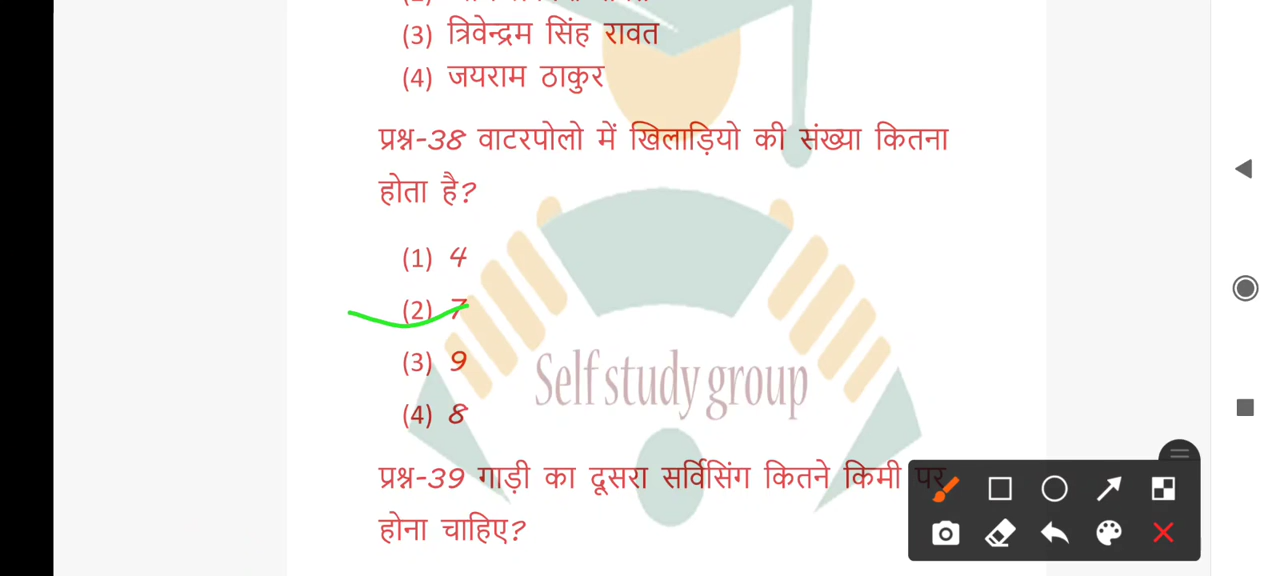 (3) त्रिवेन्द्रम सिंह रावत
(4) जयराम ठाकुर
प्रश्न-38 वाटरपोलो में खिलाड़ियो की संख्या कितना
होता है?
(1) 4
(2) 7
(3) 9
(4) 8
Self study group
प्रश्न-39 गाड़ी का दूसरा सर्विसिंग कितने किमी पर
होना चाहिए?